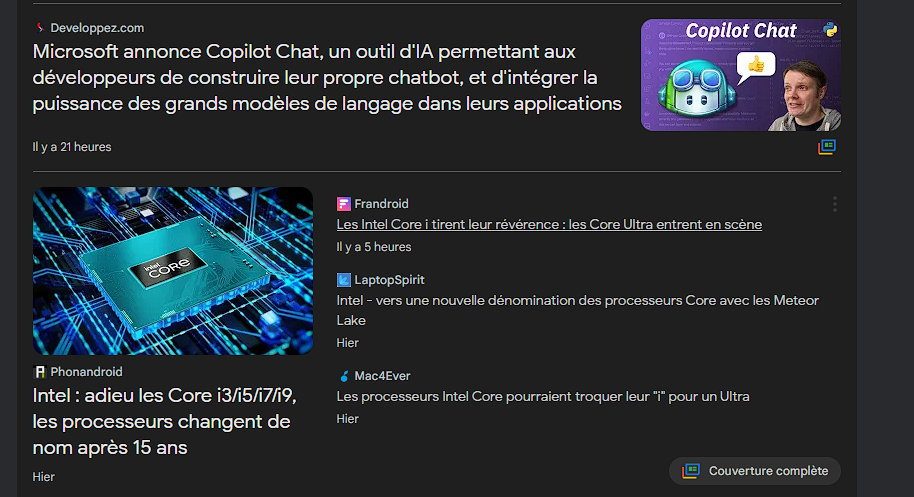 Developpez.com
Microsoft annonce Copilot Chat, un outil d'IA permettant aux
développeurs de construire leur propre chatbot, et d'intégrer la
puissance des grands modèles de langage dans leurs applications
Il y a 21 heures
Copilot Chat
intel
CORE
Phonandroid
Intel : adieu les Core i3/i5/i7/i9,
les processeurs changent de
nom après 15 ans
Hier
Frandroid
Les Intel Core i tirent leur révérence : les Core Ultra entrent en scène
Il y a 5 heures
LaptopSpirit
Intel - vers une nouvelle dénomination des processeurs Core avec les Meteor
Lake
Hier
Mac4Ever
Les processeurs Intel Core pourraient troquer leur "i" pour un Ultra
Hier
Couverture complète